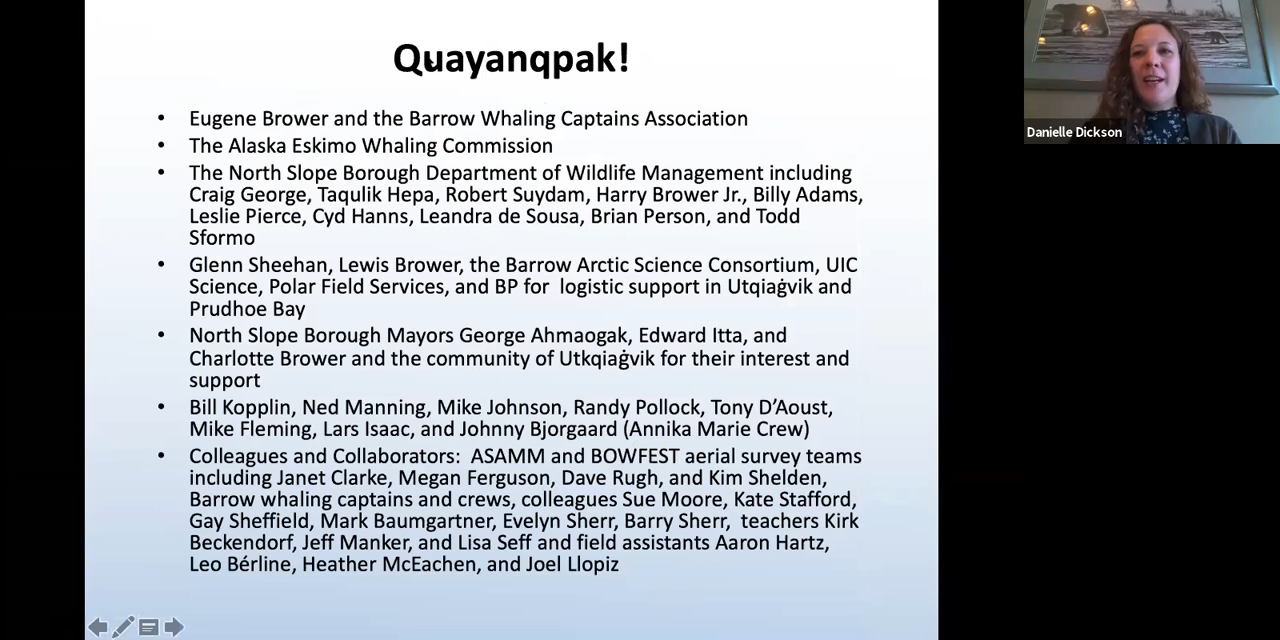 Quayanqpak!
• Eugene Brower and the Barrow Whaling Captains Association
• The Alaska Eskimo Whaling Commission
• The North Slope Borough Department of Wildlife Management including
Craig George, Taqulik Hepa, Robert Suydam, Harry Brower Jr., Billy Adams,
Leslie Pierce, Cyd Hanns, Leandra de Sousa, Brian Person, and Todd
Sformo
• Glenn Sheehan, Lewis Brower, the Barrow Arctic Science Consortium, UIC
Science, Polar Field Services, and BP for  logistic support in Utqiaġvik and
Prudhoe Bay
• North Slope Borough Mayors George Ahmaogak, Edward Itta, and
Charlotte Brower and the community of Utkqiaġvik for their interest and
support
• Bill Kopplin, Ned Manning, Mike Johnson, Randy Pollock, Tony D’Aoust,
Mike Fleming, Lars Isaac, and Johnny Bjorgaard (Annika Marie Crew)
• Colleagues and Collaborators:  ASAMM and BOWFEST aerial survey teams
including Janet Clarke, Megan Ferguson, Dave Rugh, and Kim Shelden,
Barrow whaling captains and crews, colleagues Sue Moore, Kate Stafford,
Gay Sheffield, Mark Baumgartner, Evelyn Sherr, Barry Sherr,  teachers Kirk
Beckendorf, Jeff Manker, and Lisa Seff and field assistants Aaron Hartz,
Leo Bérline, Heather McEachen, and Joel Llopiz
Danielle Dickson